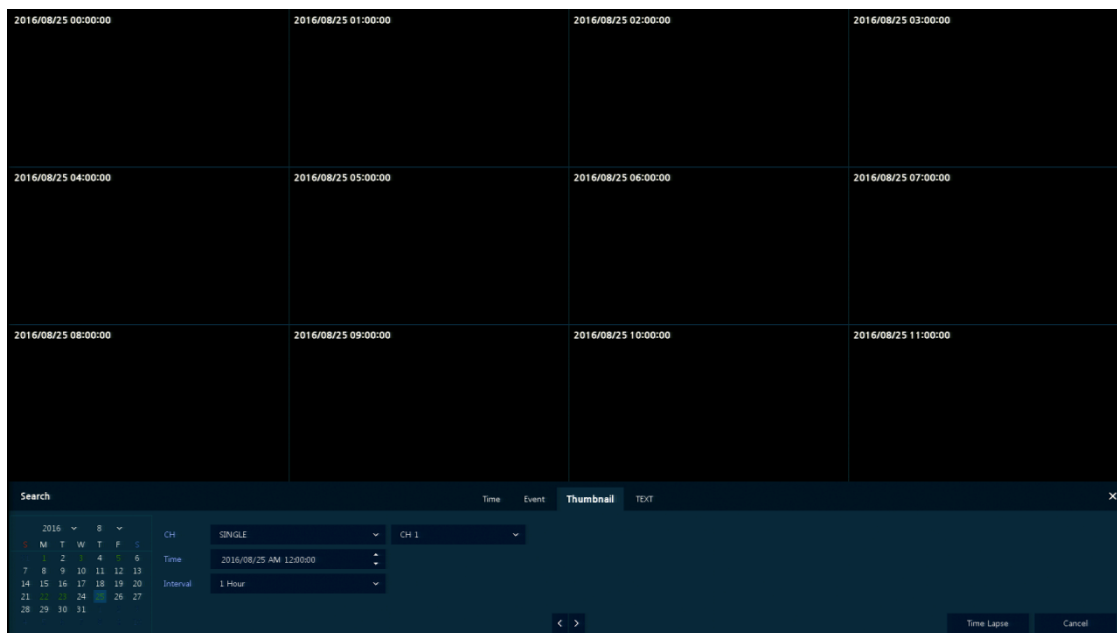 2016/08/25 00:00:00 2016/08/25 01:00:00 2016/08/25 02:00:00 2016/08/25 03:00:00
2016/08/25 04:00:00 2016/08/25 05:00:00 2016/08/25 06:00:00 2016/08/25 07:00:00
2016/08/25 08:00:00 2016/08/25 09:00:00 2016/08/25 10:00:00 2016/08/25 11:00:00
Search Time Event Thumbnail TEXT
2016 8
S M T W T F S
1 2 3 4 5 6
7 8 9 10 11 12 13
14 15 16 17 18 19 20
21 22 23 24 25 26 27
28 29 30 31
CH SINGLE CH 1
Time 2016/08/25 AM 12:00:00
Interval 1 Hour
< >
Time Lapse Cancel